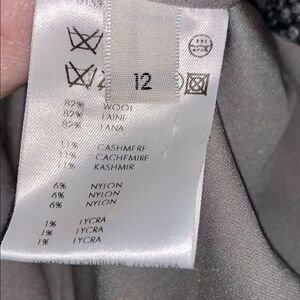 12
82% WOOL
82% LAINE
82% LANA
11% CASHMERE
11% CACHEMIRE
11% KASHMIR
6% NYLON
6% NYLON
6% NYLON
1% LYCRA
1% LYCRA
1% LYCRA